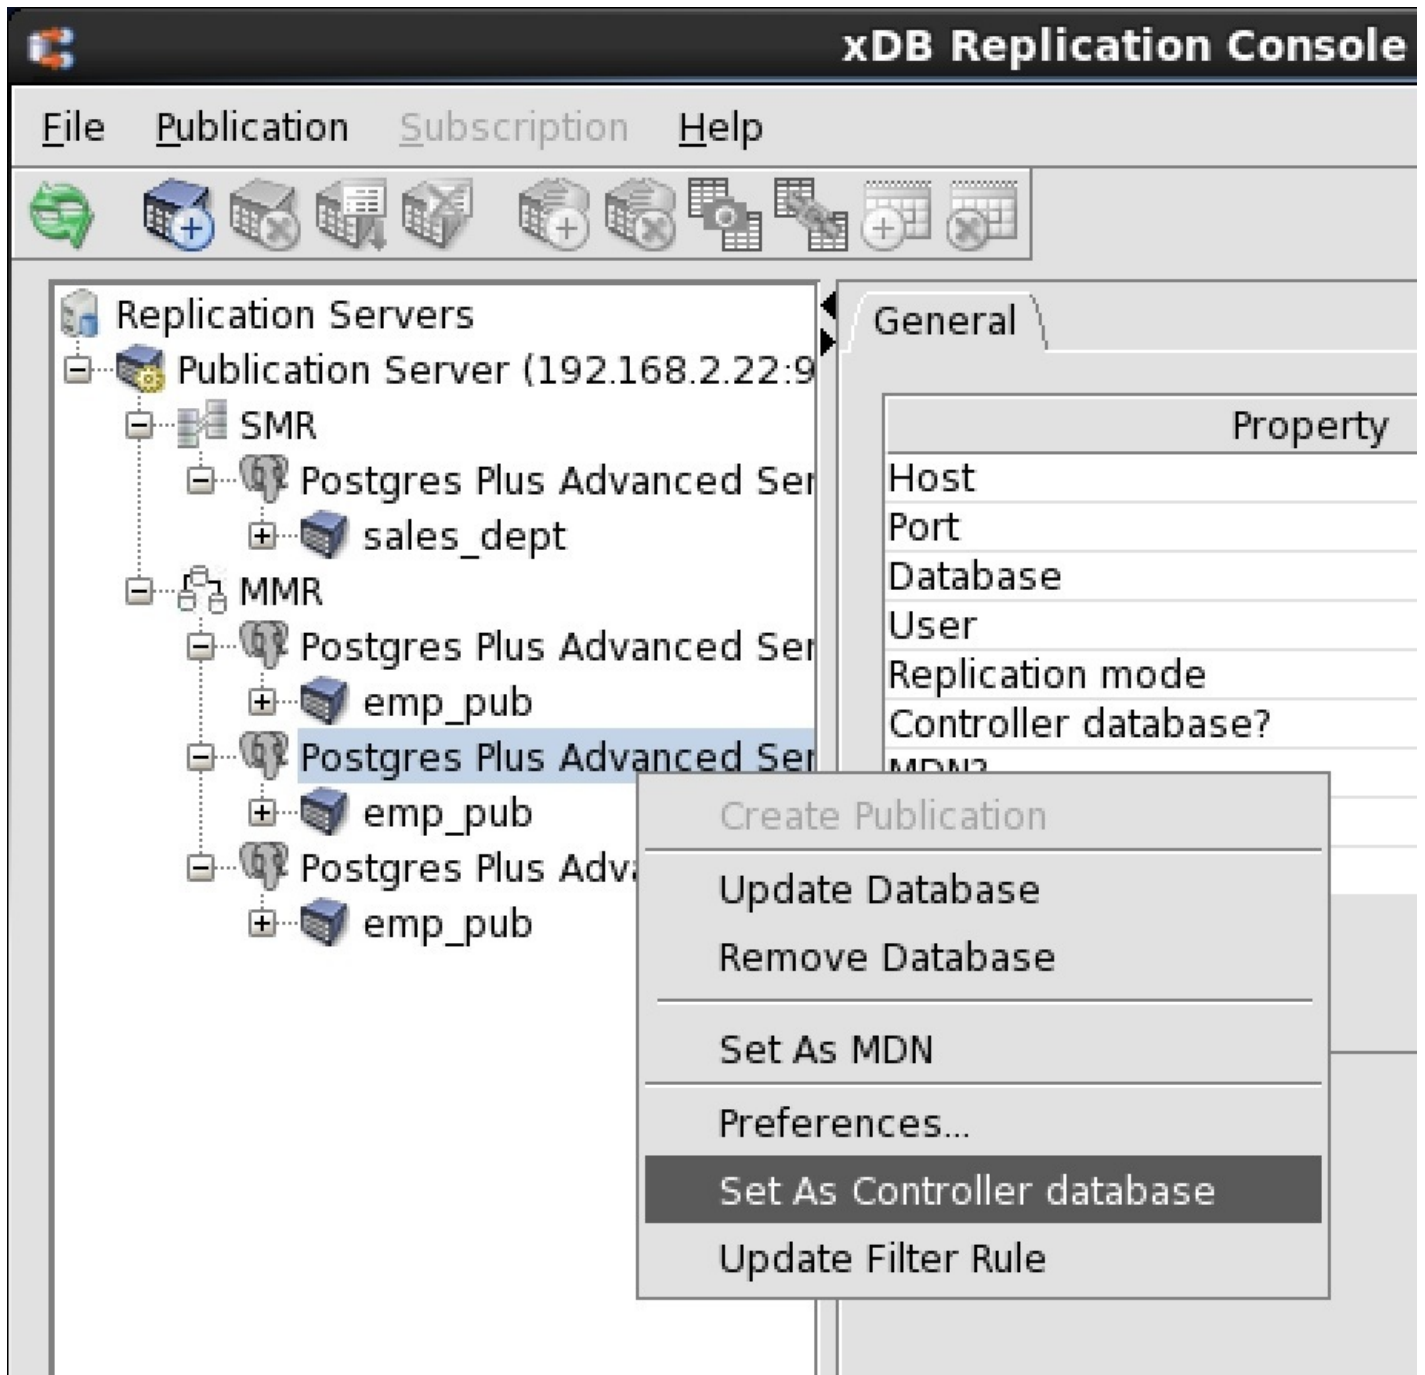 xDB Replication Console
File Publication Subscription Help
Replication Servers
Publication Server (192.168.2.22:9
SMR
Postgres Plus Advanced Ser
sales_dept
MMR
Postgres Plus Advanced Ser
emp_pub
Postgres Plus Advanced Ser
emp_pub
Postgres Plus Adva
emp_pub
General
Property
Host
Port
Database
User
Replication mode
Controller database?
MDN?
Create Publication
Update Database
Remove Database
Set As MDN
Preferences...
Set As Controller database
Update Filter Rule